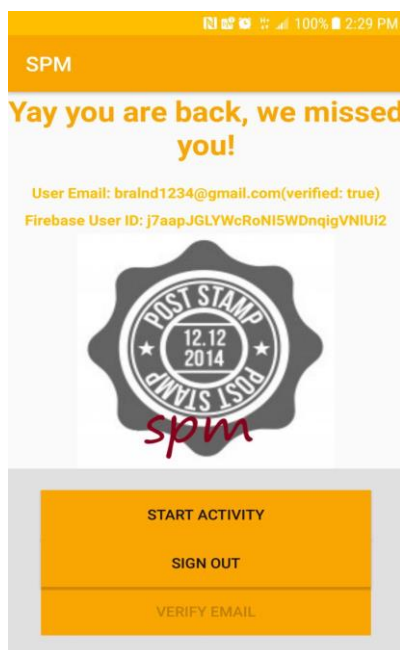 100% 2:29 PM
SPM
Yay you are back, we missed
you!
User Email: bralnd1234@gmail.com(verified: true)
Firebase User ID: j7aapJGLYWcRoNl5WDnqigVNlUi2
POST STAMP
12.12
2014
POST STAMP
spm
START ACTIVITY
SIGN OUT
VERIFY EMAIL